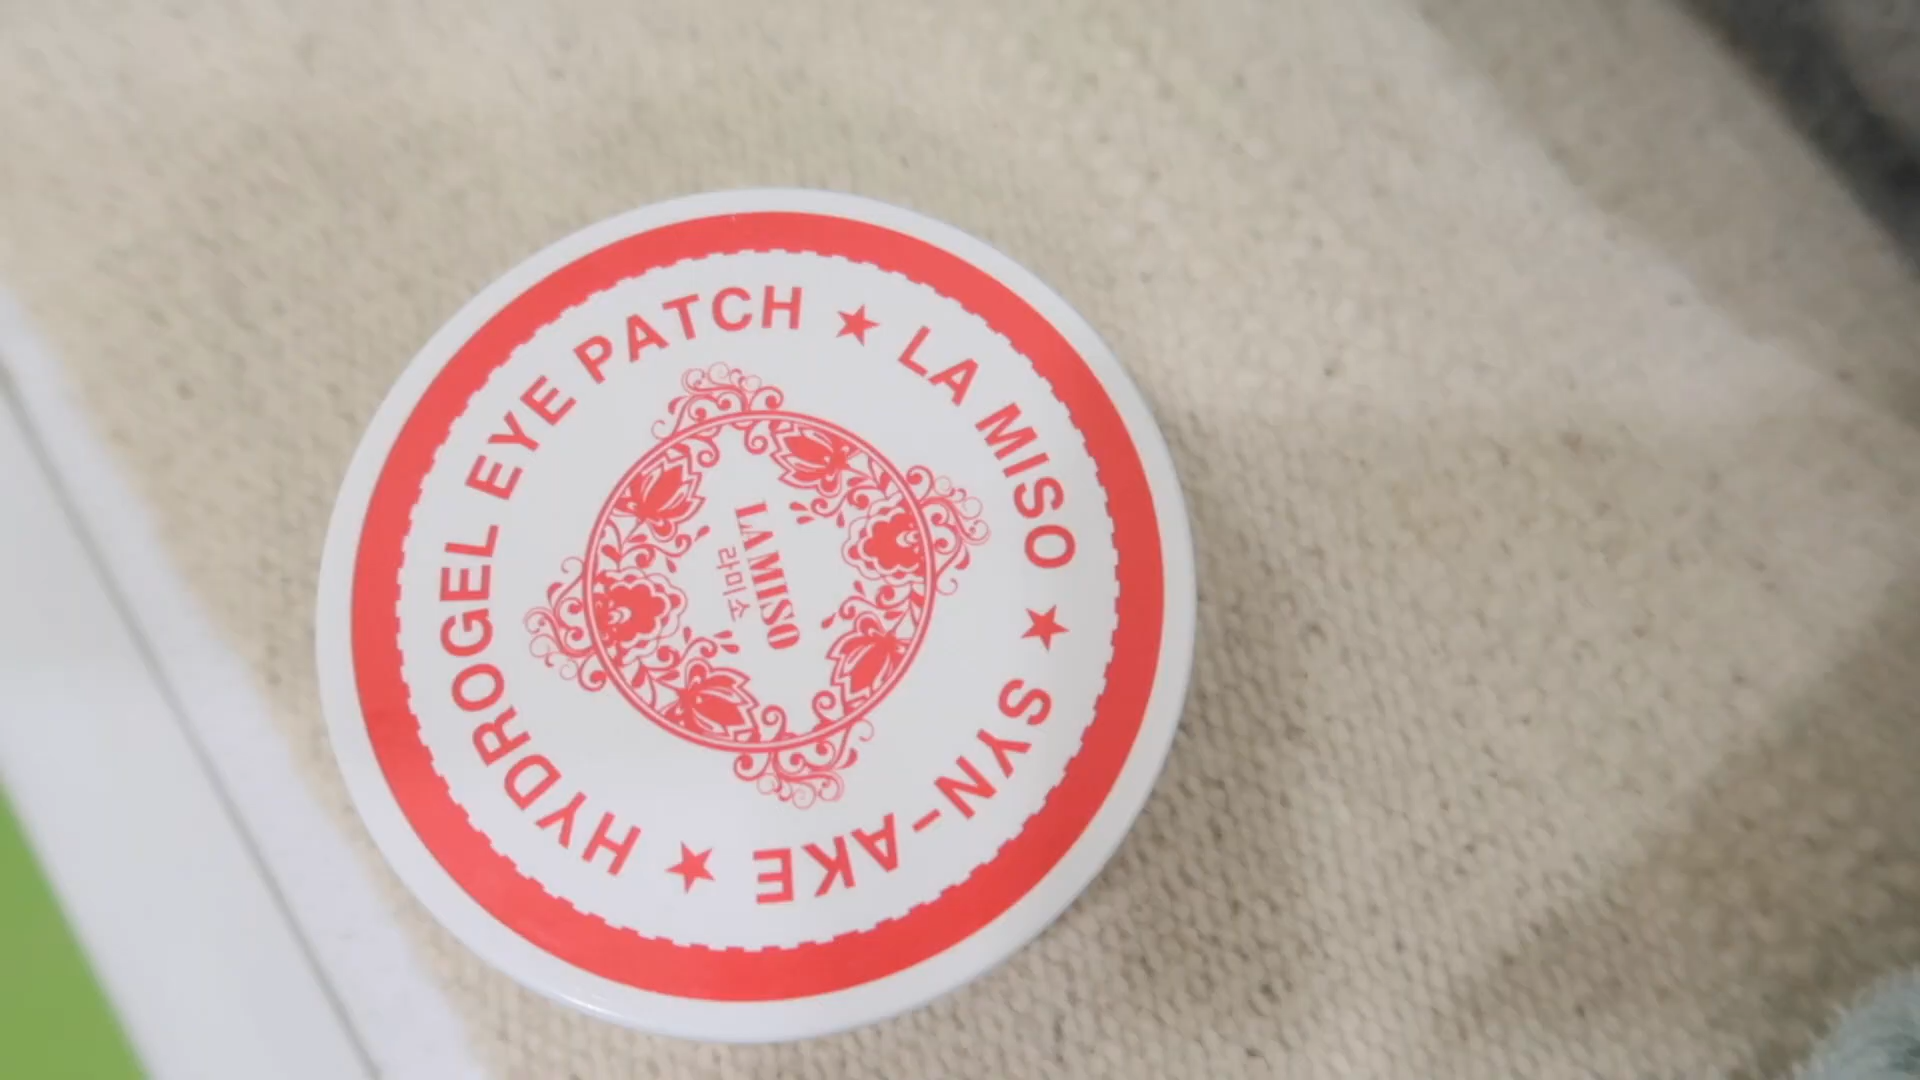 LA MISO ★ SYN-AKE ★ HYDROGEL EYE PATCH ★
LA MISO
라미소